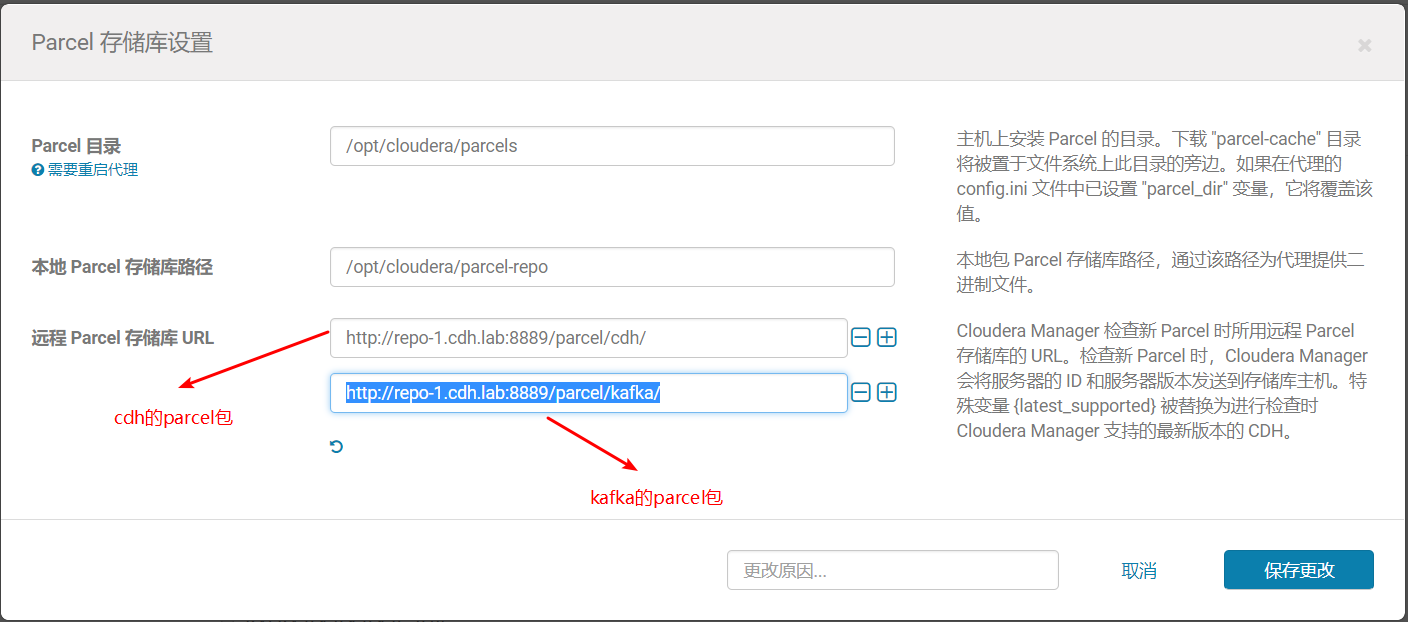 Parcel 存储库设置
Parcel 目录
需要重启代理
/opt/cloudera/parcels
主机上安装 Parcel 的目录。下载 "parcel-cache" 目录
将被置于文件系统上此目录的旁边。如果在代理的
config.ini 文件中已设置 "parcel_dir" 变量，它将覆盖该
值。
本地 Parcel 存储库路径
/opt/cloudera/parcel-repo
本地包 Parcel 存储库路径，通过该路径为代理提供二
进制文件。
远程 Parcel 存储库 URL
http://repo-1.cdh.lab:8889/parcel/cdh/
http://repo-1.cdh.lab:8889/parcel/kafka/
cdh的parcel包
kafka的parcel包
Cloudera Manager 检查新 Parcel 时所用远程 Parcel
存储库的 URL。检查新 Parcel 时，Cloudera Manager
会将服务器的 ID 和服务器版本发送到存储库主机。特
殊变量 {latest_supported} 被替换为进行检查时
Cloudera Manager 支持的最新版本的 CDH。
更改原因...
取消
保存更改